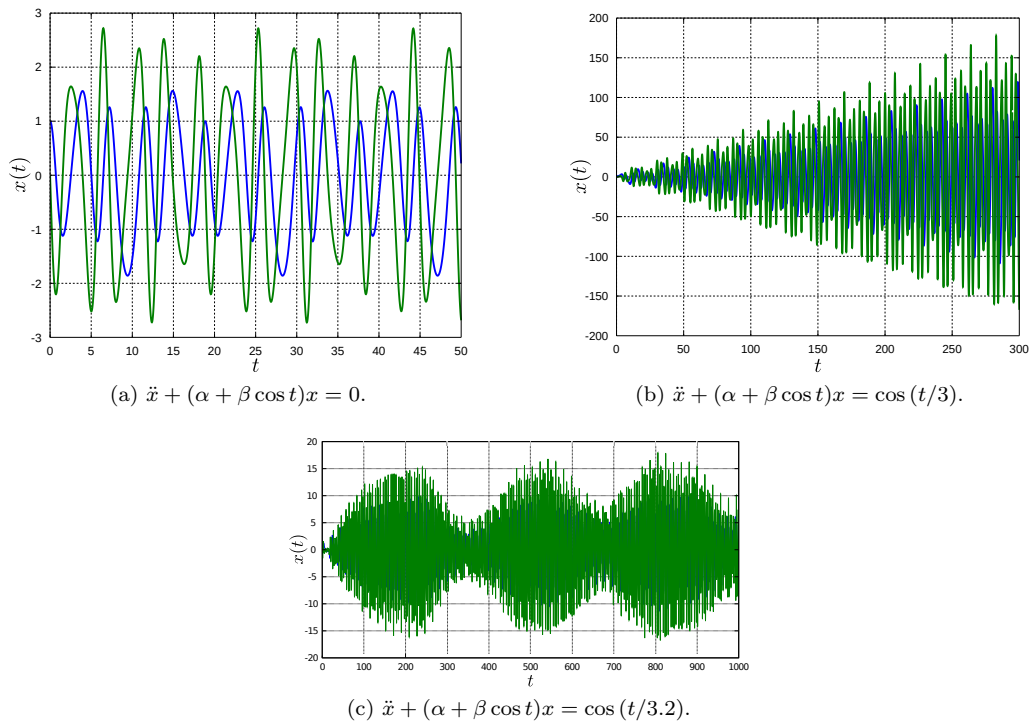 3
2
1
0
-1
-2
-3
x(t)
0 5 10 15 20 25 30 35 40 45 50
t
(a) ẍ + (α + β cos t)x = 0.
200
150
100
50
0
-50
-100
-150
-200
x(t)
0 50 100 150 200 250 300
t
(b) ẍ + (α + β cos t)x = cos (t/3).
20
15
10
5
0
-5
-10
-15
-20
x(t)
0 100 200 300 400 500 600 700 800 900 1000
t
(c) ẍ + (α + β cos t)x = cos (t/3.2).